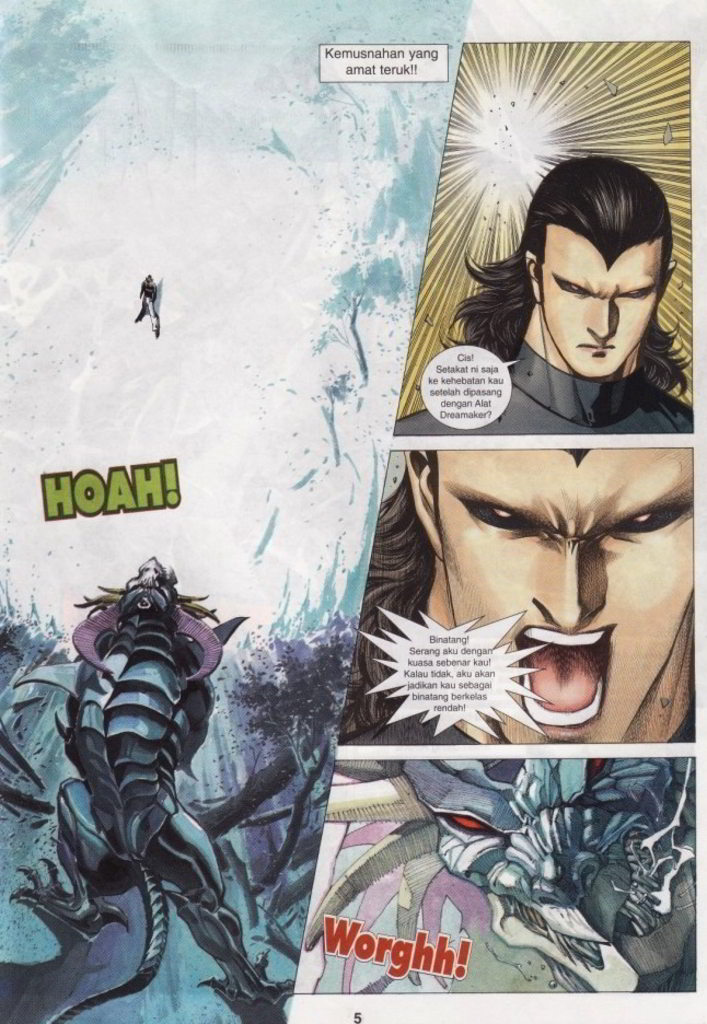 Kemusnahan yang
amat teruk!!
Cis!
Setakat ni saja
ke kehebatan kau
setelah dipasang
dengan Alat
Dreamaker?
HOAH!
Binatang!
Serang aku dengan
kuasa sebenar kau!
Kalau tidak, aku akan
jadikan kau sebagai
binatang berkelas
rendah!
Worghh!
5